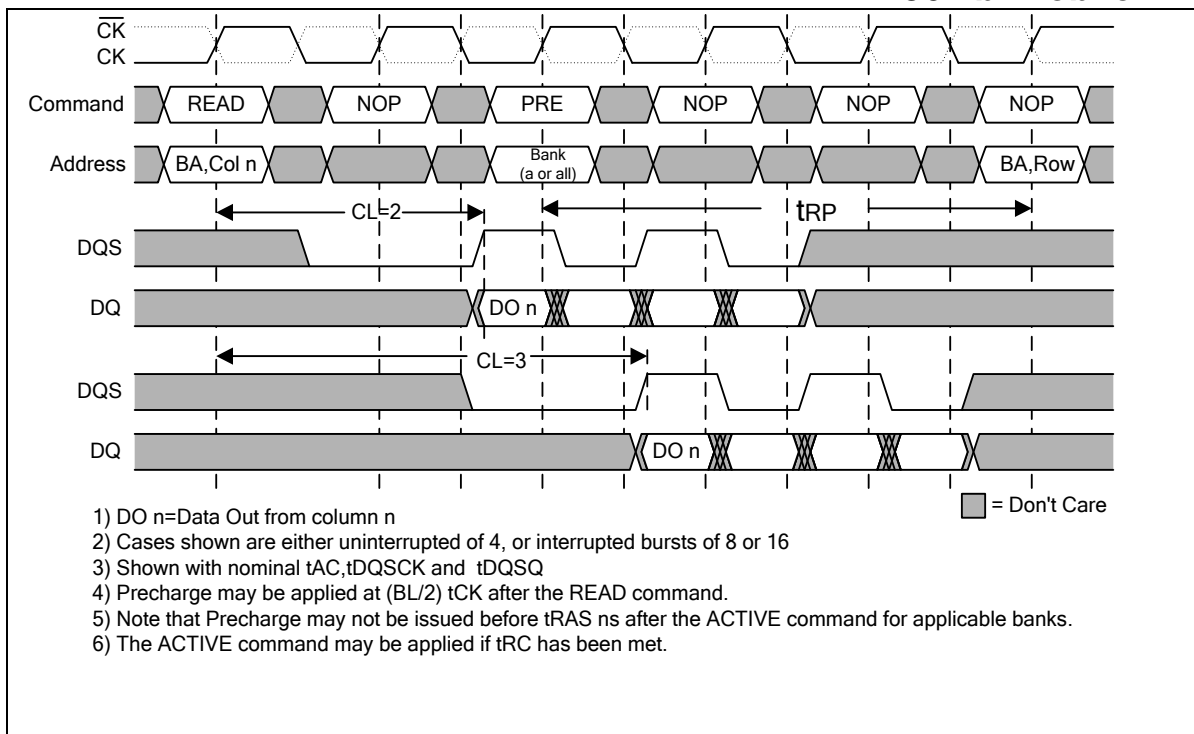 CK
CK
Command READ NOP PRE NOP NOP NOP
Address BA,Col n Bank (a or all) BA,Row
CL=2 tRP
DQS
DQ DO n
CL=3
DQS
DQ DO n
= Don't Care
1) DO n=Data Out from column n
2) Cases shown are either uninterrupted of 4, or interrupted bursts of 8 or 16
3) Shown with nominal tAC,tDQSCK and tDQSQ
4) Precharge may be applied at (BL/2) tCK after the READ command.
5) Note that Precharge may not be issued before tRAS ns after the ACTIVE command for applicable banks.
6) The ACTIVE command may be applied if tRC has been met.